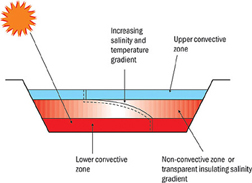 Increasing
salinity and
temperature
gradient
Upper convective
zone
Lower convective
zone
Non-convective zone or
transparent insulating salinity
gradient